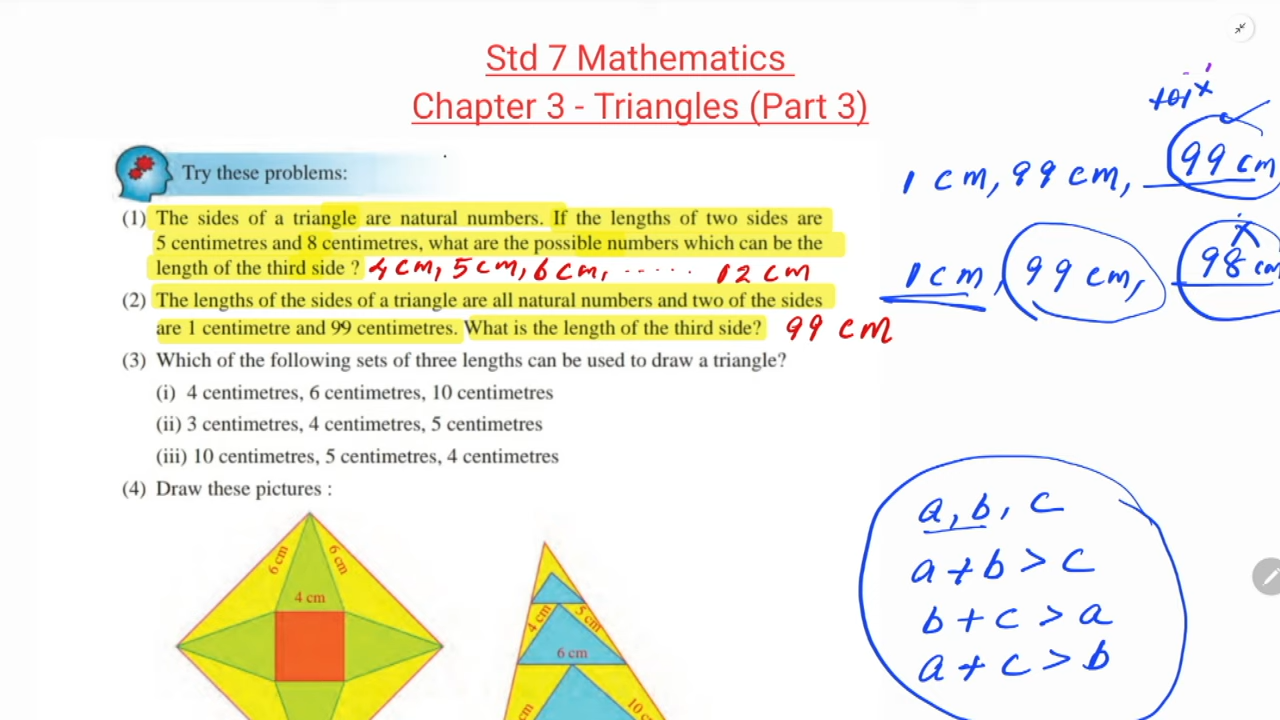 Std 7 Mathematics
Chapter 3 - Triangles (Part 3)
Try these problems:
(1) The sides of a triangle are natural numbers. If the lengths of two sides are
5 centimetres and 8 centimetres, what are the possible numbers which can be the
length of the third side ? 4 cm, 5 cm, 6 cm, ........ 12 cm
(2) The lengths of the sides of a triangle are all natural numbers and two of the sides
are 1 centimetre and 99 centimetres. What is the length of the third side? 99 cm
(3) Which of the following sets of three lengths can be used to draw a triangle?
(i) 4 centimetres, 6 centimetres, 10 centimetres
(ii) 3 centimetres, 4 centimetres, 5 centimetres
(iii) 10 centimetres, 5 centimetres, 4 centimetres
(4) Draw these pictures :
6 cm
6 cm
4 cm
4 cm
5 cm
6 cm
cm
10 c
1 cm, 99 cm, 99 cm
1 cm, 99 cm, 98 cm
a, b, c
a + b > c
b + c > a
a + c > b